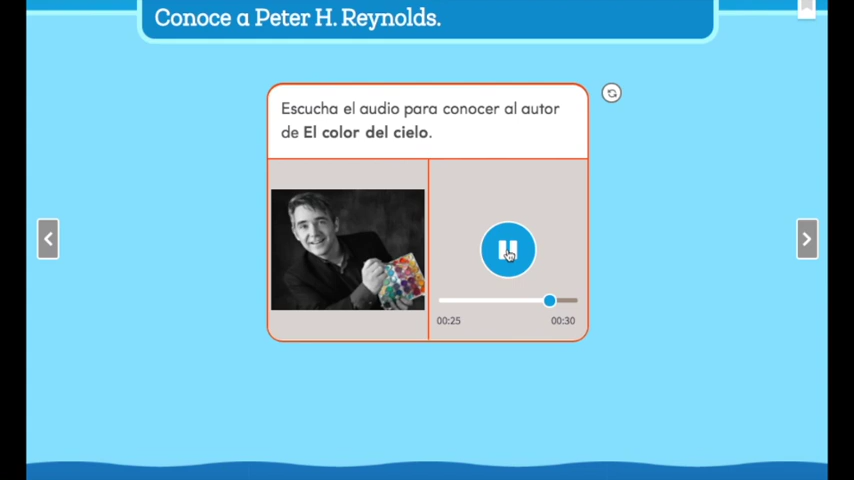 Conoce a Peter H. Reynolds.
Escucha el audio para conocer al autor
de El color del cielo.
00:25
00:30